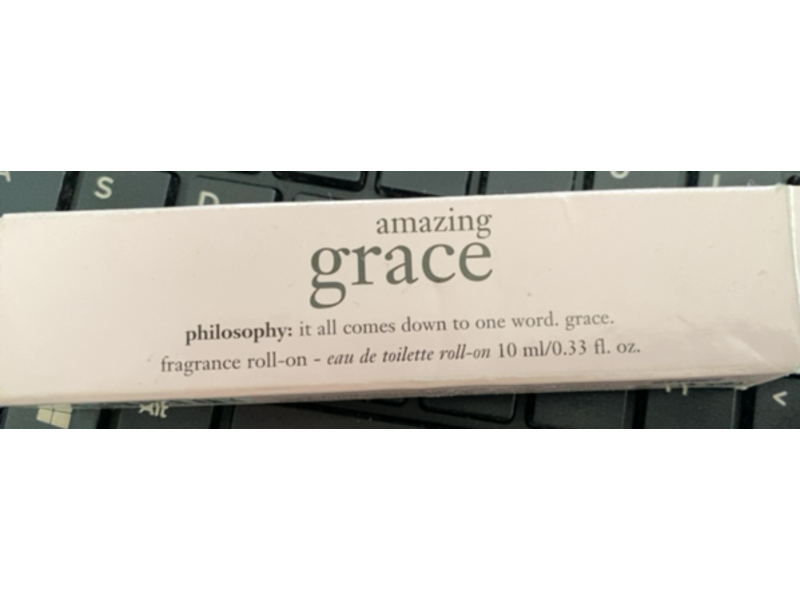 S
D
amazing
grace
philosophy: it all comes down to one word. grace.
fragrance roll-on - eau de toilette roll-on 10 ml/0.33 fl. oz.
Alt
<